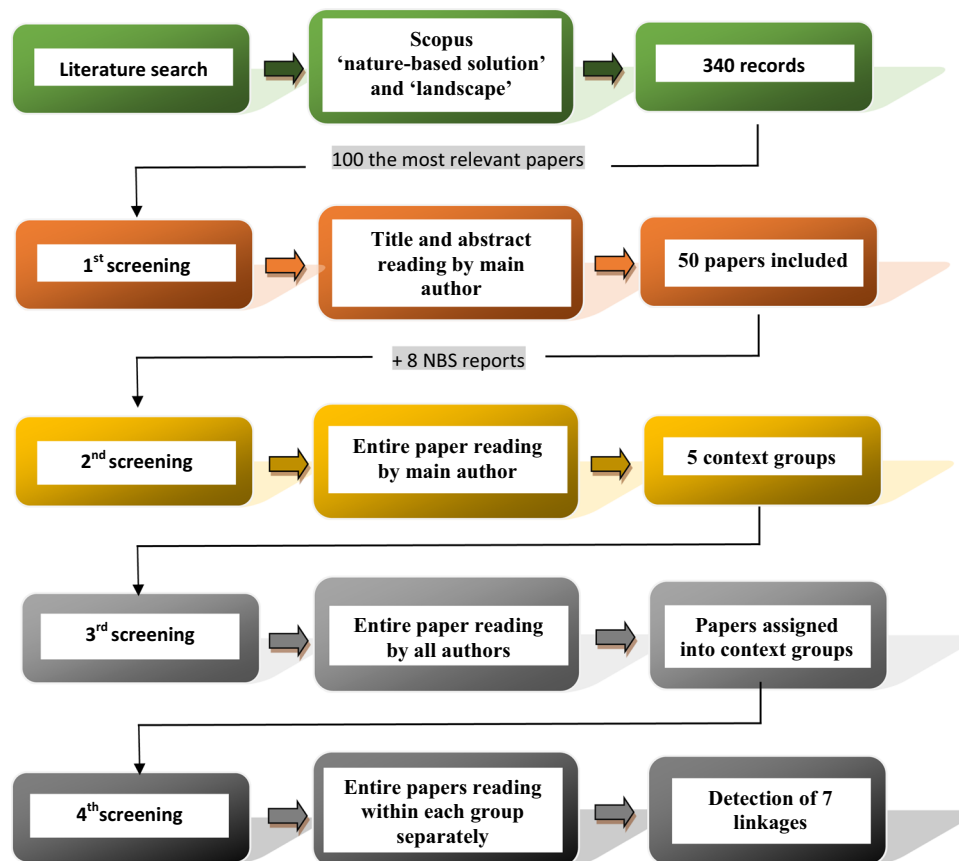 Literature search
Scopus
‘nature-based solution’
and ‘landscape’
340 records
100 the most relevant papers
1st screening
Title and abstract
reading by main
author
50 papers included
+ 8 NBS reports
2nd screening
Entire paper reading
by main author
5 context groups
3rd screening
Entire paper reading
by all authors
Papers assigned
into context groups
4th screening
Entire papers reading
within each group
separately
Detection of 7
linkages